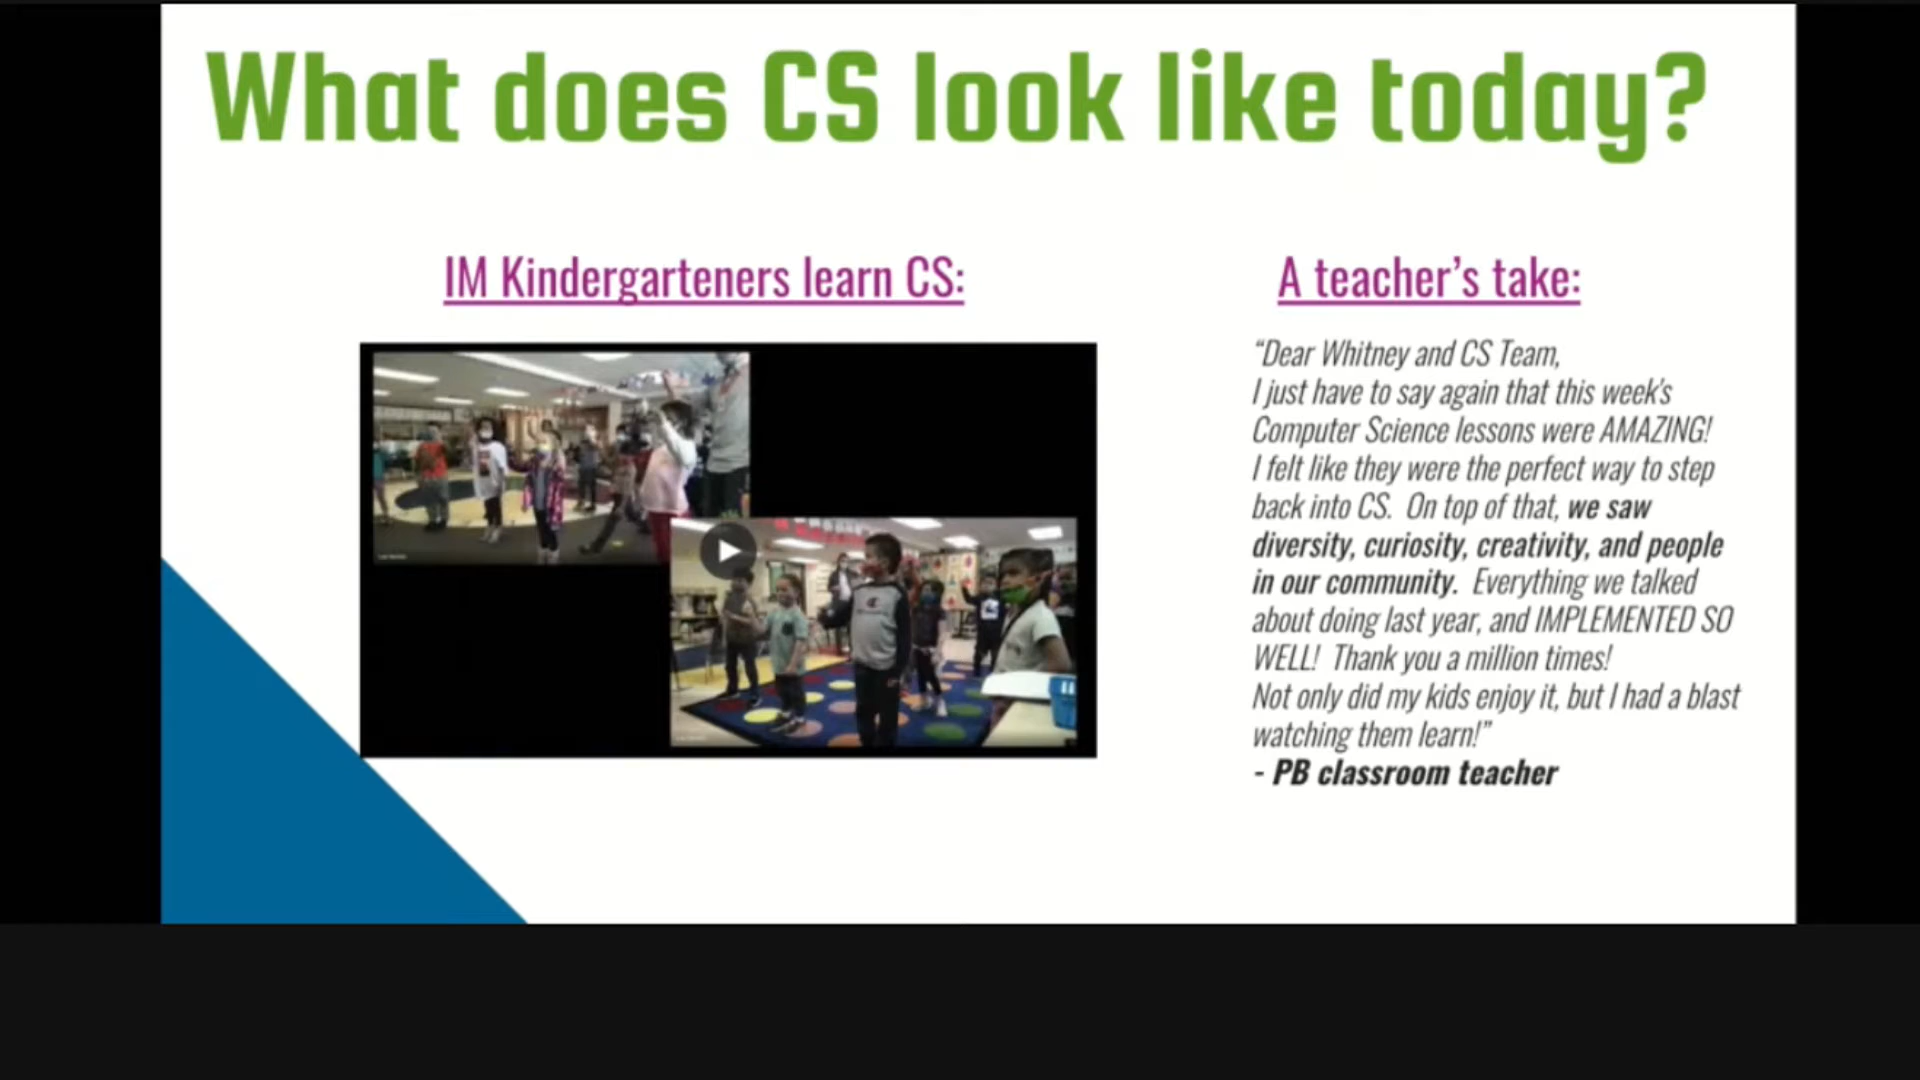 What does CS look like today?
IM Kindergarteners learn CS:
A teacher’s take:
“Dear Whitney and CS Team,
I just have to say again that this week’s
Computer Science lessons were AMAZING!
I felt like they were the perfect way to step
back into CS. On top of that, we saw
diversity, curiosity, creativity, and people
in our community. Everything we talked
about doing last year, and IMPLEMENTED SO
WELL! Thank you a million times!
Not only did my kids enjoy it, but I had a blast
watching them learn!”
- PB classroom teacher